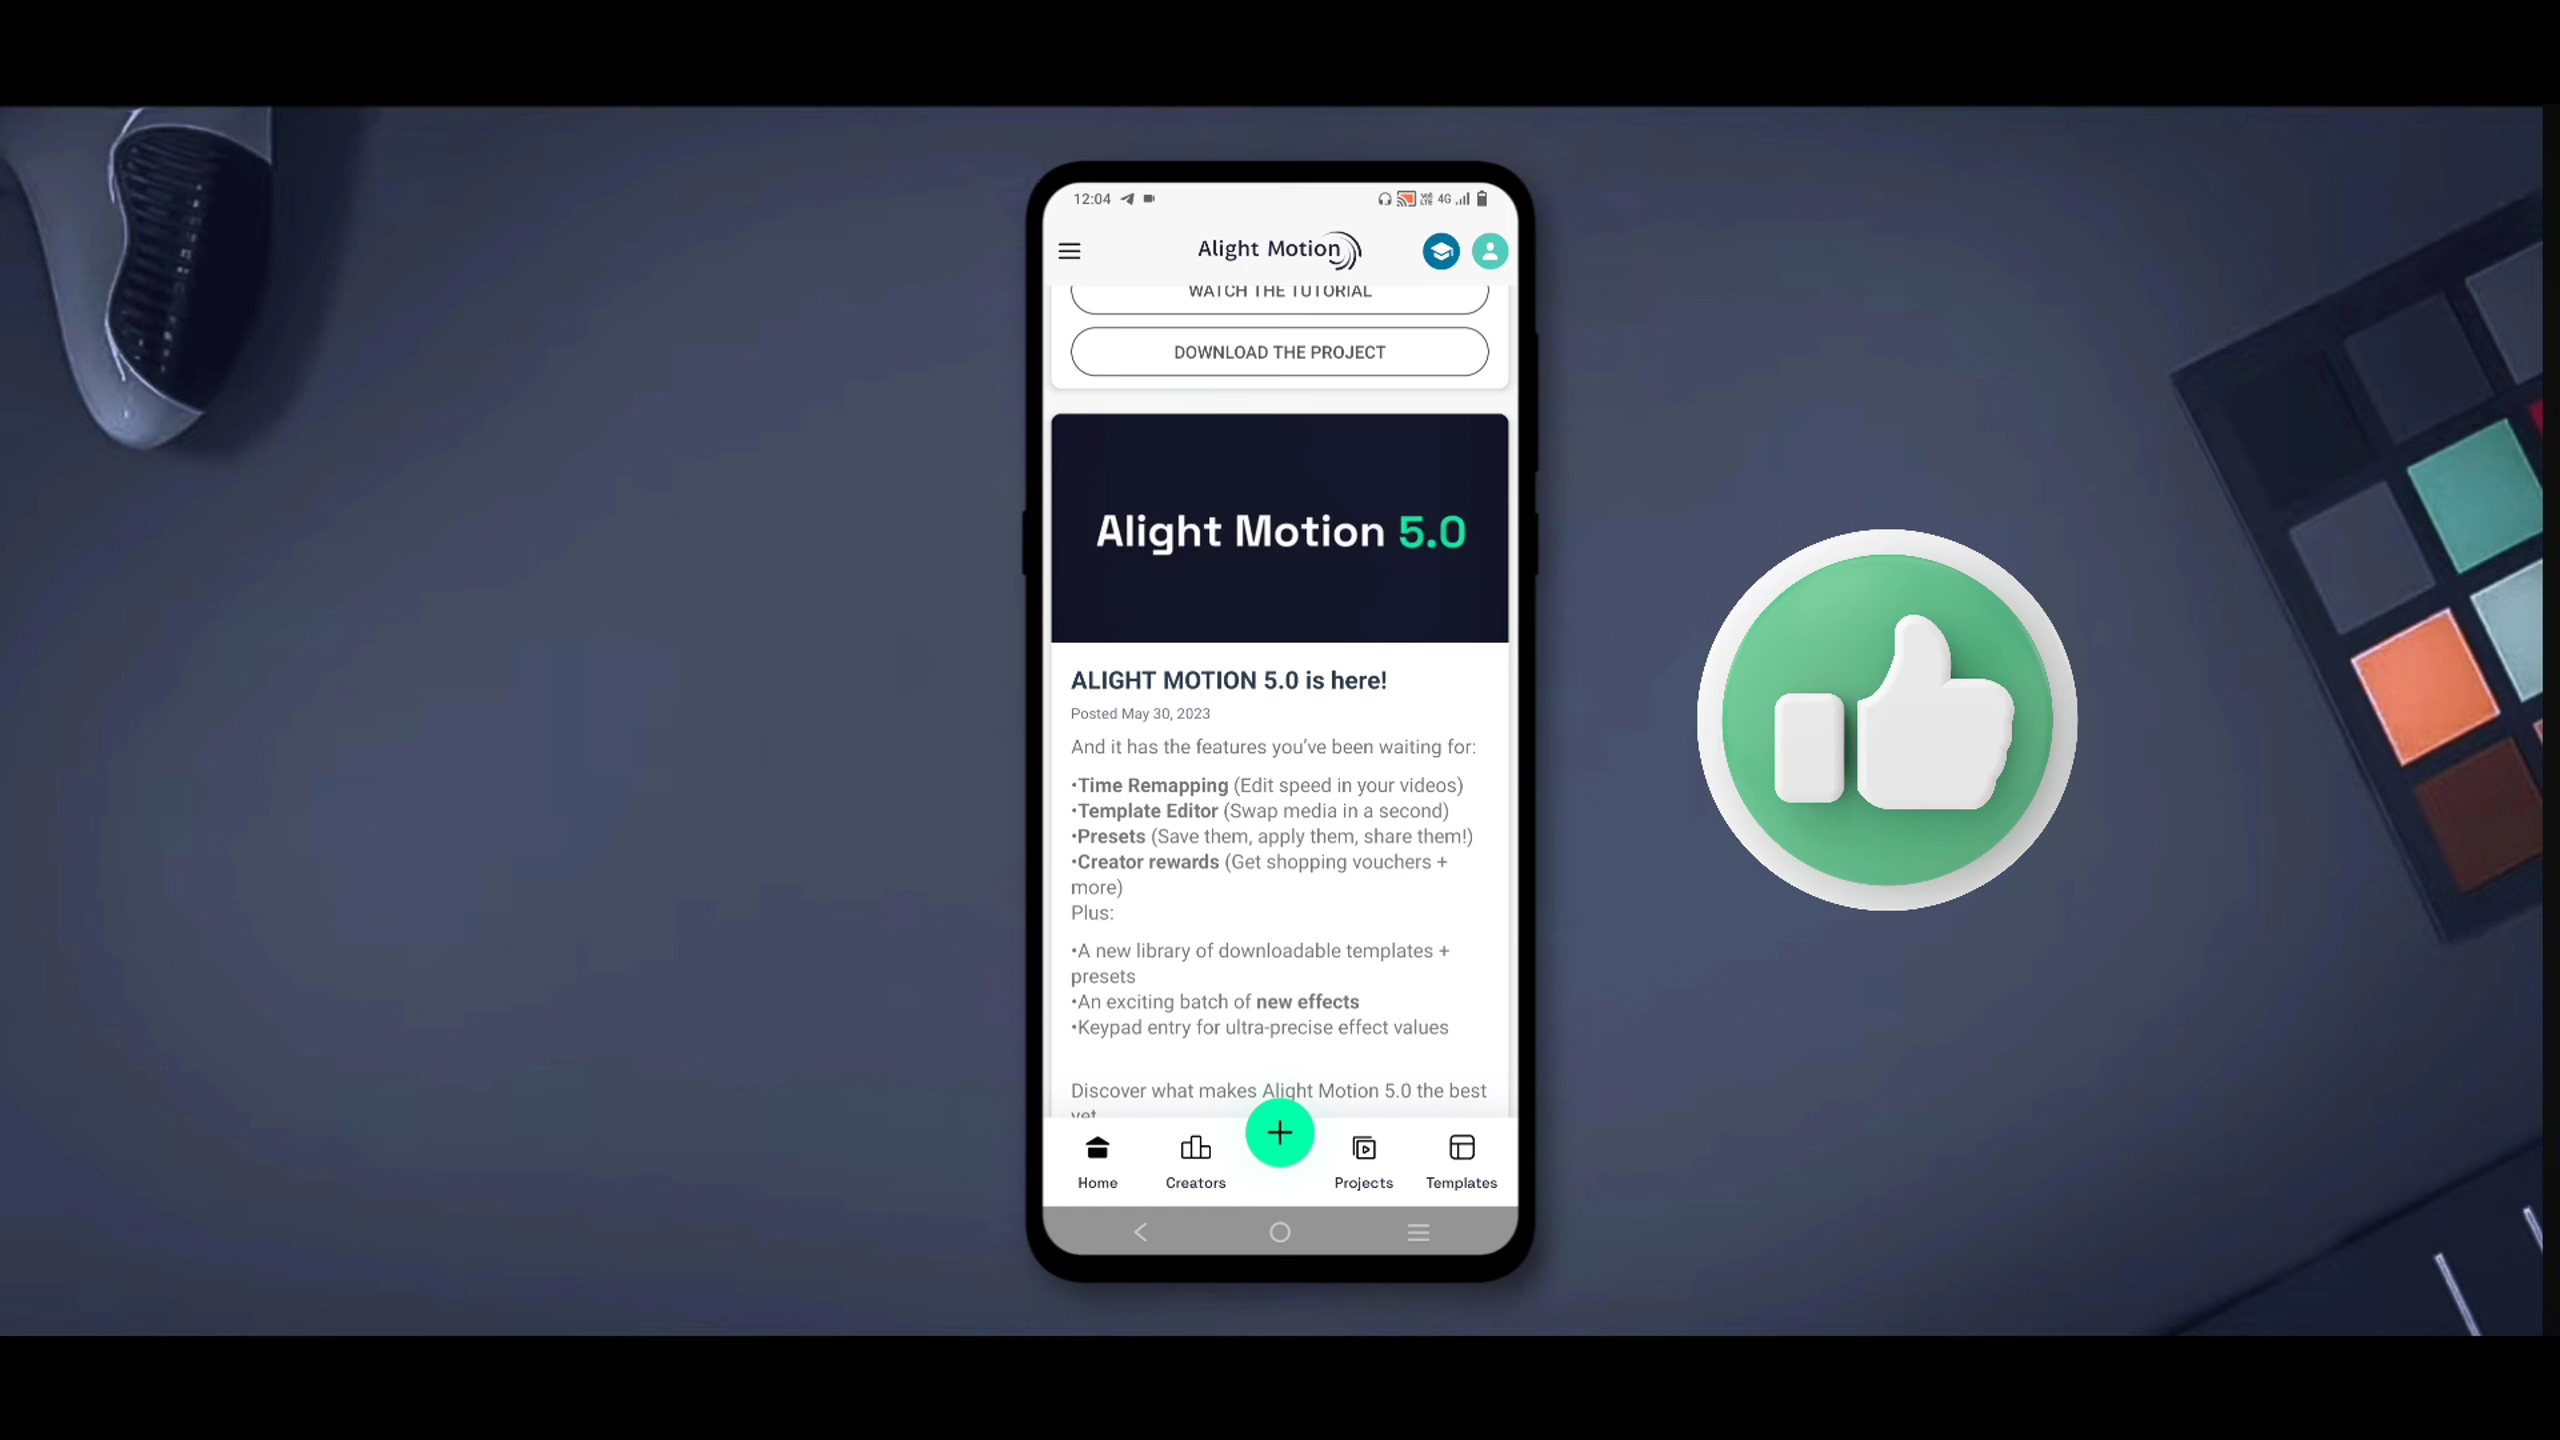 12:04
4G
Alight Motion
WATCH THE TUTORIAL
DOWNLOAD THE PROJECT
Alight Motion 5.0
ALIGHT MOTION 5.0 is here!
Posted May 30, 2023
And it has the features you've been waiting for:
•Time Remapping (Edit speed in your videos)
•Template Editor (Swap media in a second)
•Presets (Save them, apply them, share them!)
•Creator rewards (Get shopping vouchers +
more)
Plus:
•A new library of downloadable templates +
presets
•An exciting batch of new effects
•Keypad entry for ultra-precise effect values
Discover what makes Alight Motion 5.0 the best
yet
Home
Creators
Projects
Templates